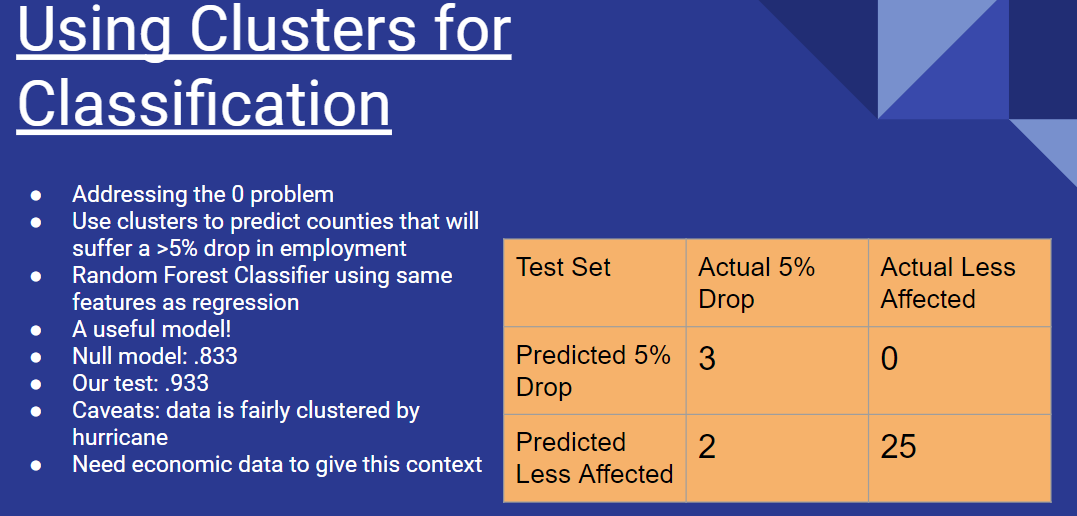 Using Clusters for
Classification
● Addressing the 0 problem
● Use clusters to predict counties that will
suffer a >5% drop in employment
● Random Forest Classifier using same
features as regression
● A useful model!
● Null model: .833
● Our test: .933
● Caveats: data is fairly clustered by
hurricane
● Need economic data to give this context
Test Set
Actual 5%
Drop
Actual Less
Affected
Predicted 5%
Drop
3
0
Predicted
Less Affected
2
25